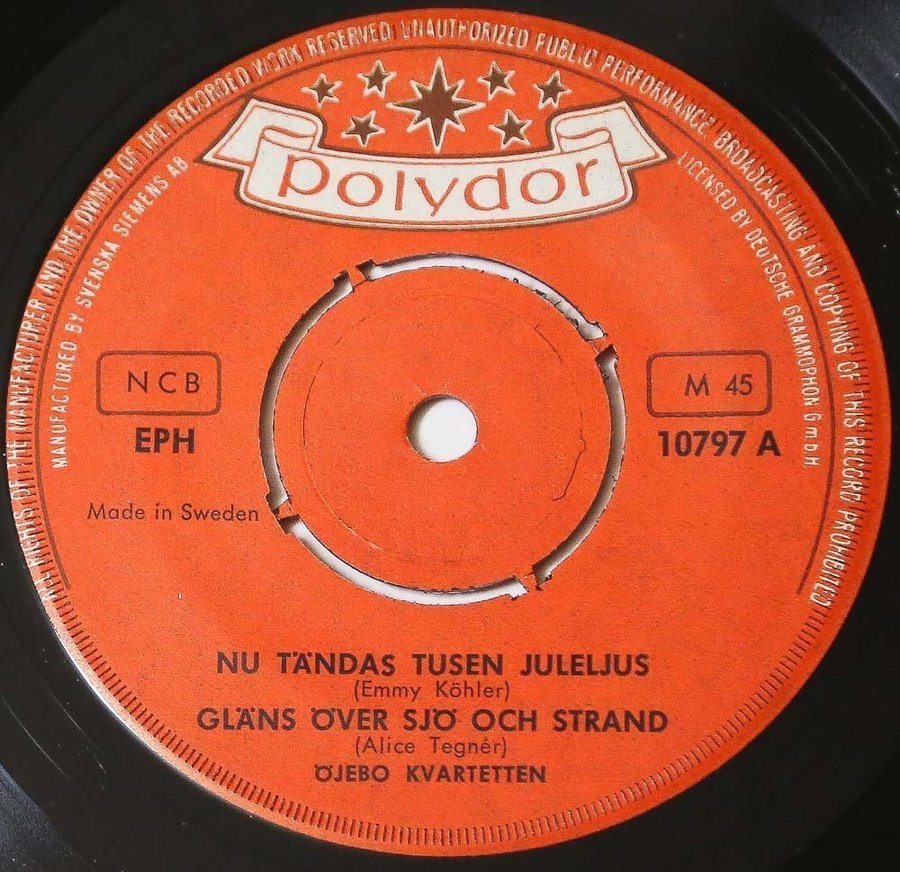 ALL RIGHTS OF THE MANUFACTURER AND THE OWNER OF THE RECORDED WORK RESERVED UNAUTHORIZED PUBLIC PERFORMANCE BROADCASTING AND COPYING OF THIS RECORD PROHIBITED
MANUFACTURED BY SVENSKA SIEMENS AB
polydor
LICENSED BY DEUTSCHE GRAMMOPHON G.m.b.H.
NCB
M 45
EPH
10797 A
Made in Sweden
NU TÄNDAS TUSEN JULELJUS
(Emmy Köhler)
GLÄNS ÖVER SJÖ OCH STRAND
(Alice Tegnér)
ÖJEBO KVARTETTEN